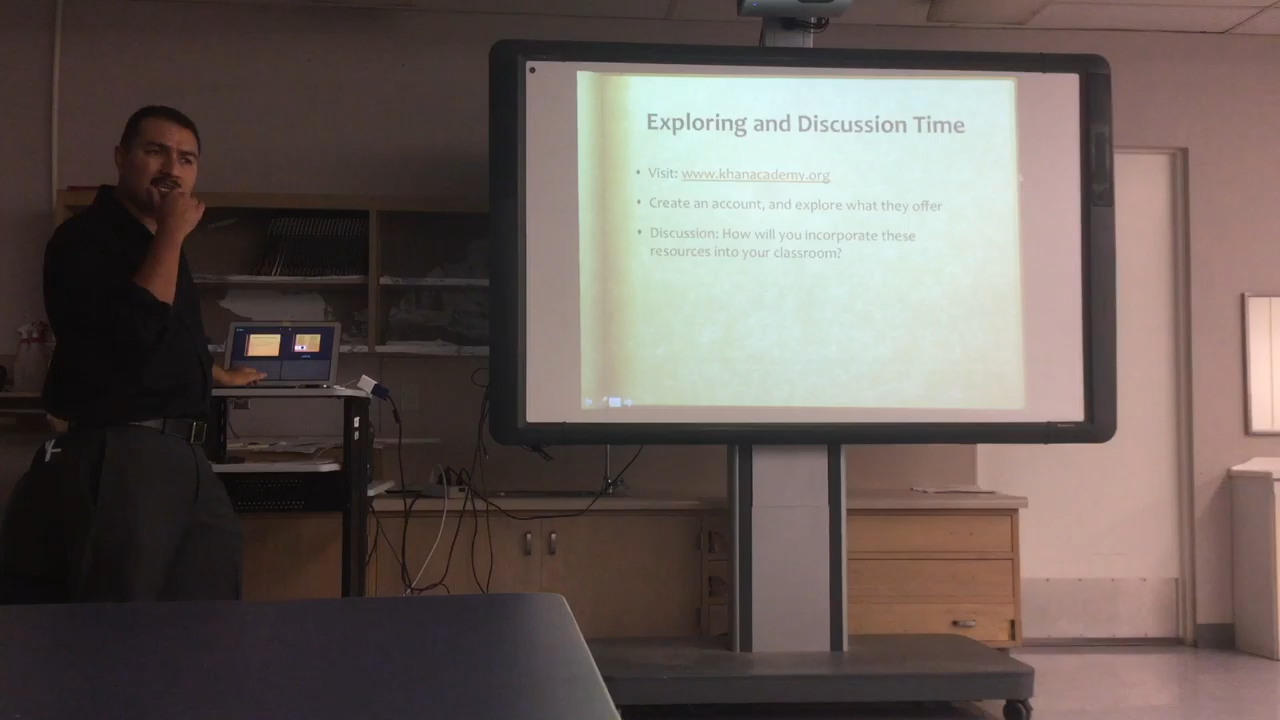 Exploring and Discussion Time
• Visit: www.khanacademy.org
• Create an account, and explore what they offer
• Discussion: How will you incorporate these
resources into your classroom?